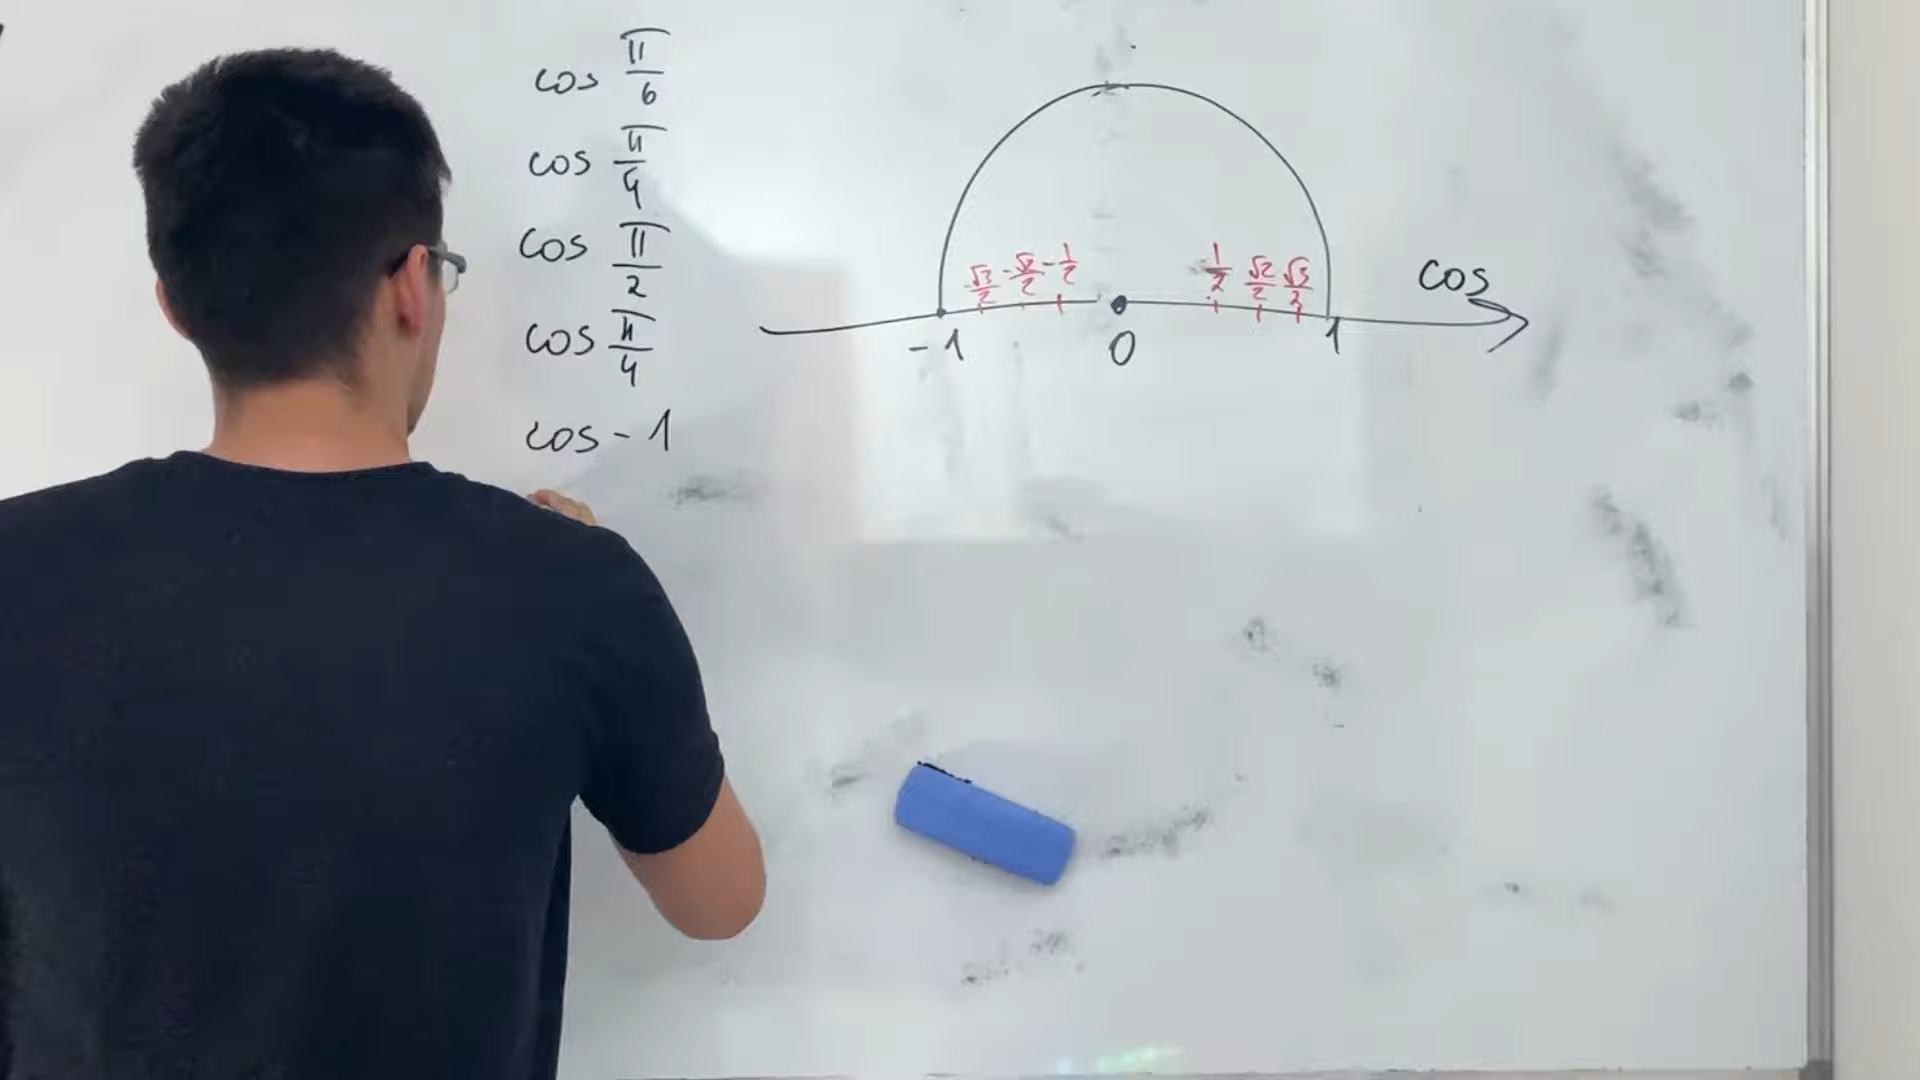 cos π/6
cos π/4
cos π/2
cos π/4
cos -1
-√3/2 -√2/2 -1/2 1/2 √2/2 √3/2
cos
-1 0 1